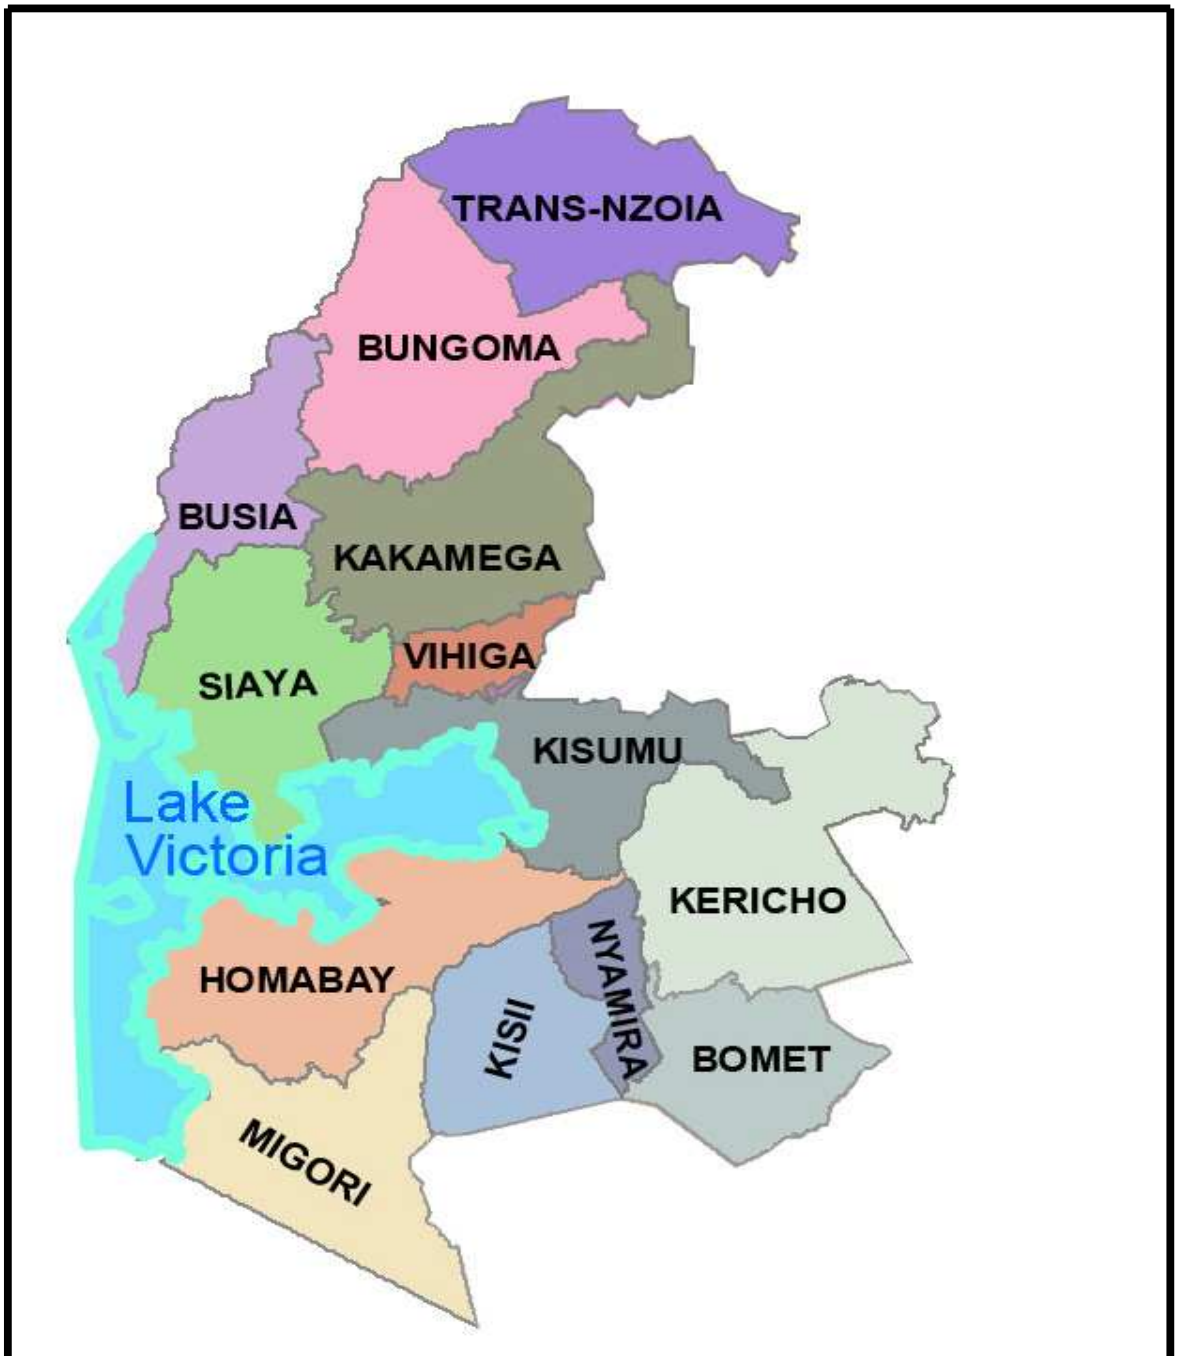 TRANS-NZOIA
BUNGOMA
BUSIA
KAKAMEGA
VIHIGA
SIAYA
KISUMU
Lake
Victoria
KERICHO
NYAMIRA
HOMABAY
KISII
BOMET
MIGORI